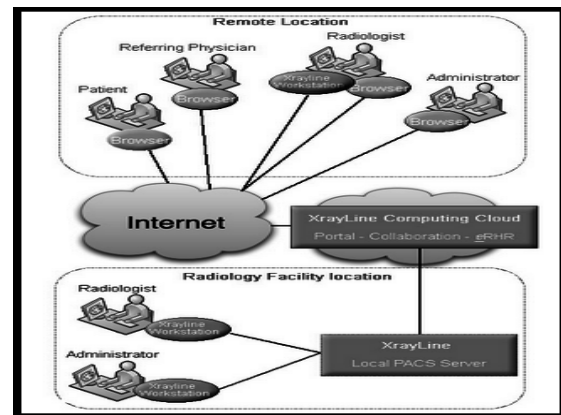 Remote Location
Radiologist
Referring Physician
Xrayline
Workstation
Browser
Administrator
Patient
Browser
Browser
Browser
Internet
XrayLine Computing Cloud
Portal - Collaboration - eRHR
Radiology Facility location
Radiologist
Xrayline
Workstation
XrayLine
Local PACS Server
Administrator
Xrayline
Workstation